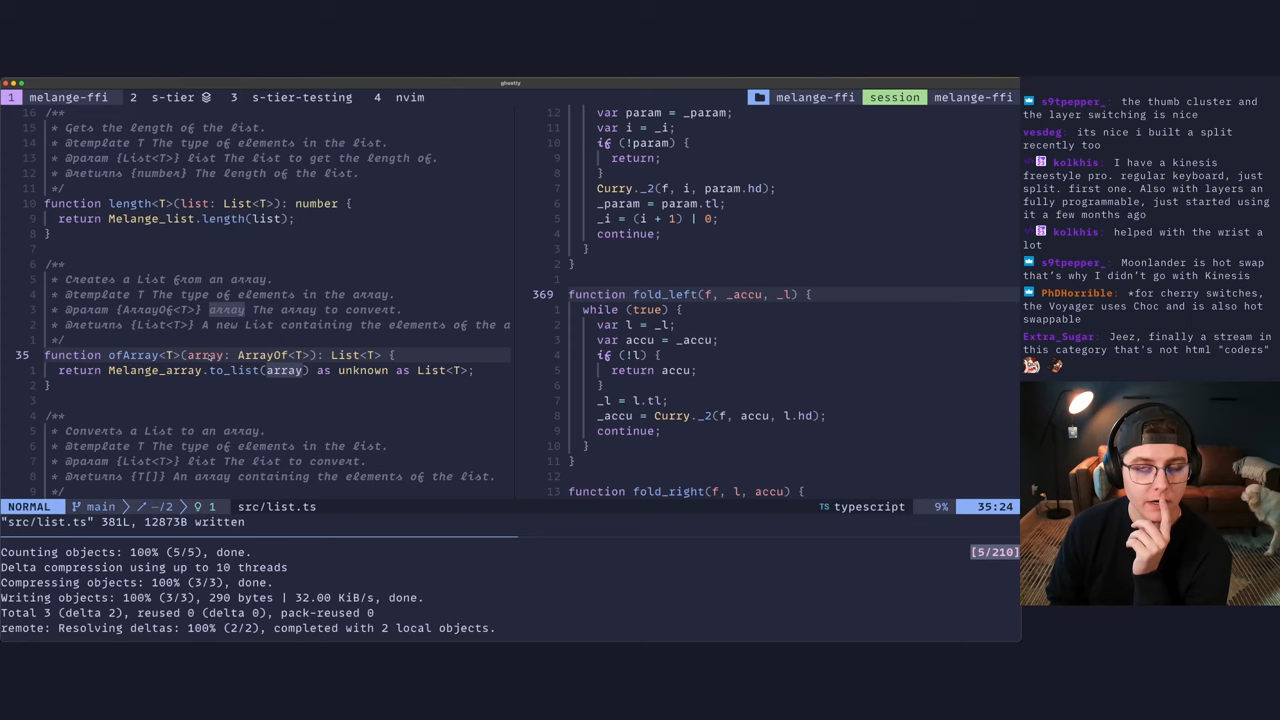 ghostty
1 melange-ffi 2 s-tier 3 s-tier-testing 4 nvim melange-ffi session melange-ffi
16 /**
15 * Gets the length of the list.
14 * @template T The type of elements in the list.
13 * @param {List<T>} list The list to get the length of.
12 * @returns {number} The length of the list.
11 */
10 function length<T>(list: List<T>): number {
9 return Melange_list.length(list);
8 }
7
6 /**
5 * Creates a List from an array.
4 * @template T The type of elements in the array.
3 * @param {ArrayOf<T>} array The array to convert.
2 * @returns {List<T>} A new List containing the elements of the a
1 */
35 function ofArray<T>(array: ArrayOf<T>): List<T> {
1 return Melange_array.to_list(array) as unknown as List<T>;
2 }
3
4 /**
5 * Converts a List to an array.
6 * @template T The type of elements in the list.
7 * @param {List<T>} list The list to convert.
8 * @returns {T[]} An array containing the elements of the list.
9 */
12 var param = _param;
11 var i = _i;
10 if (!param) {
9 return;
8 }
7 Curry._2(f, i, param.hd);
6 _param = param.tl;
5 _i = (i + 1) | 0;
4 continue;
3 }
2 }
1
369 function fold_left(f, _accu, _l) {
1 while (true) {
2 var l = _l;
3 var accu = _accu;
4 if (!l) {
5 return accu;
6 }
7 _l = l.tl;
8 _accu = Curry._2(f, accu, l.hd);
9 continue;
10 }
11 }
12
13 function fold_right(f, l, accu) {
NORMAL main ~/2 1 src/list.ts TS typescript 9% 35:24
"src/list.ts" 381L, 12873B written
Counting objects: 100% (5/5), done. [5/210]
Delta compression using up to 10 threads
Compressing objects: 100% (3/3), done.
Writing objects: 100% (3/3), 290 bytes | 32.00 KiB/s, done.
Total 3 (delta 2), reused 0 (delta 0), pack-reused 0
remote: Resolving deltas: 100% (2/2), completed with 2 local objects.
s9tpepper_: the thumb cluster and
the layer switching is nice
vesdeg: its nice i built a split
recently too
kolkhis: I have a kinesis
freestyle pro. regular keyboard, just
split. first one. Also with layers an
fully programmable, just started using
it a few months ago
kolkhis: helped with the wrist a
lot
s9tpepper_: Moonlander is hot swap
that's why I didn't go with Kinesis
PhDHorrible: *for cherry switches,
the Voyager uses Choc and is also hot
swappable
Extra_Sugar: Jeez, finally a stream in
this category that's not html "coders"